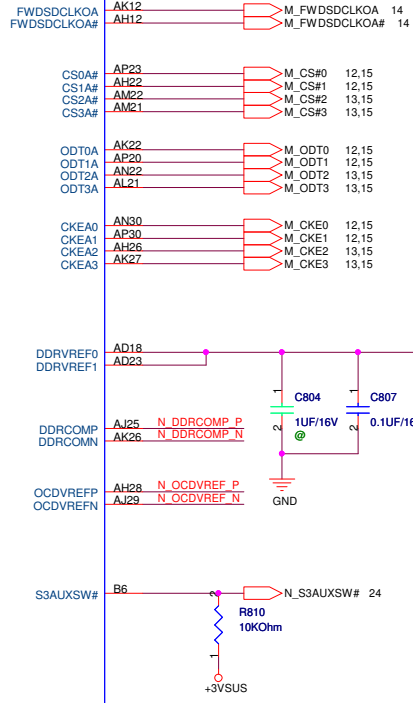 FWDSDCLKOA AK12 M_FWDSDCLKOA 14
FWDSDCLKOA# AH12 M_FWDSDCLKOA# 14
CS0A# AP23 M_CS#0 12,15
CS1A# AH22 M_CS#1 12,15
CS2A# AM22 M_CS#2 13,15
CS3A# AM21 M_CS#3 13,15
ODT0A AK22 M_ODT0 12,15
ODT1A AP20 M_ODT1 12,15
ODT2A AN22 M_ODT2 13,15
ODT3A AL21 M_ODT3 13,15
CKEA0 AN30 M_CKE0 12,15
CKEA1 AP30 M_CKE1 12,15
CKEA2 AH26 M_CKE2 13,15
CKEA3 AK27 M_CKE3 13,15
DDRVREF0 AD18
DDRVREF1 AD23
1 C804 1 C807
2 1UF/16V 2 0.1UF/16
@
DDRCOMP AJ25 N_DDRCOMP_P
DDRCOMN AK26 N_DDRCOMP_N
OCDVREFP AH28 N_OCDVREF_P
OCDVREFN AJ29 N_OCDVREF_N
GND
S3AUXSW# B6 N_S3AUXSW# 24
2
R810
10KOhm
1
+3VSUS